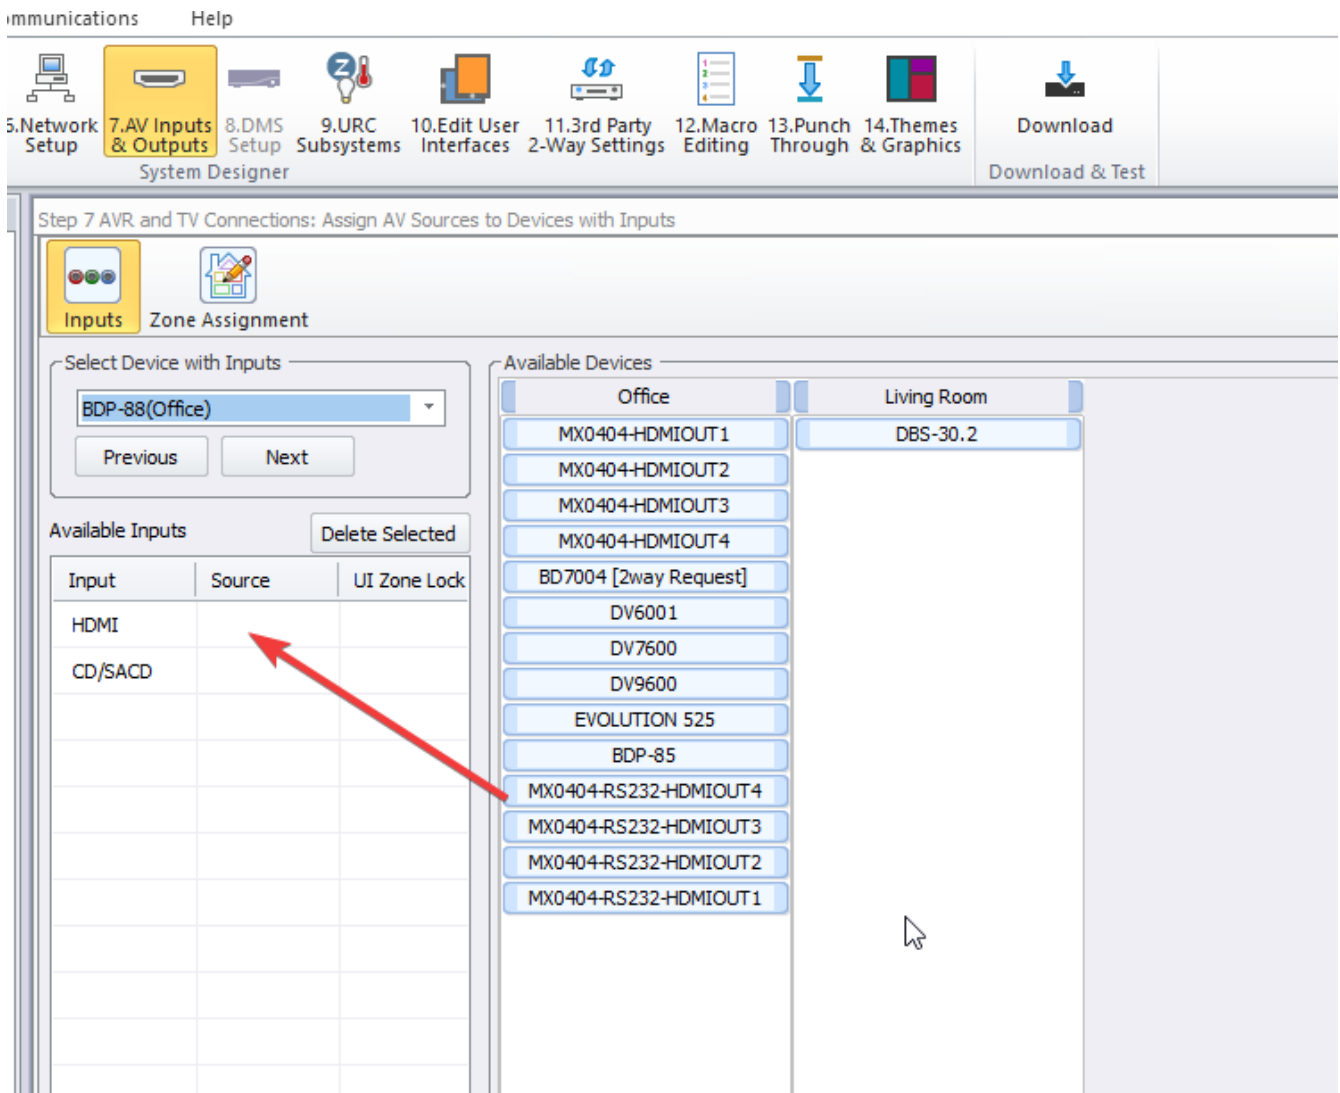 Help
7.AV Inputs
& Outputs
8.DMS
Setup
9.URC
Subsystems
10.Edit User
Interfaces
11.3rd Party
2-Way Settings
12.Macro
Editing
13.Punch
Through
14.Themes
& Graphics
Download
Network
Setup
System Designer
Download & Test
Step 7 AVR and TV Connections: Assign AV Sources to Devices with Inputs
Inputs
Zone Assignment
Select Device with Inputs
BDP-88(Office)
Previous
Next
Available Inputs
Delete Selected
Input
Source
UI Zone Lock
HDMI
CD/SACD
Available Devices
Office
MX0404-HDMIOUT1
MX0404-HDMIOUT2
MX0404-HDMIOUT3
MX0404-HDMIOUT4
BD7004 [2way Request]
DV6001
DV7600
DV9600
EVOLUTION 525
BDP-85
MX0404-RS232-HDMIOUT4
MX0404-RS232-HDMIOUT3
MX0404-RS232-HDMIOUT2
MX0404-RS232-HDMIOUT1
Living Room
DBS-30.2